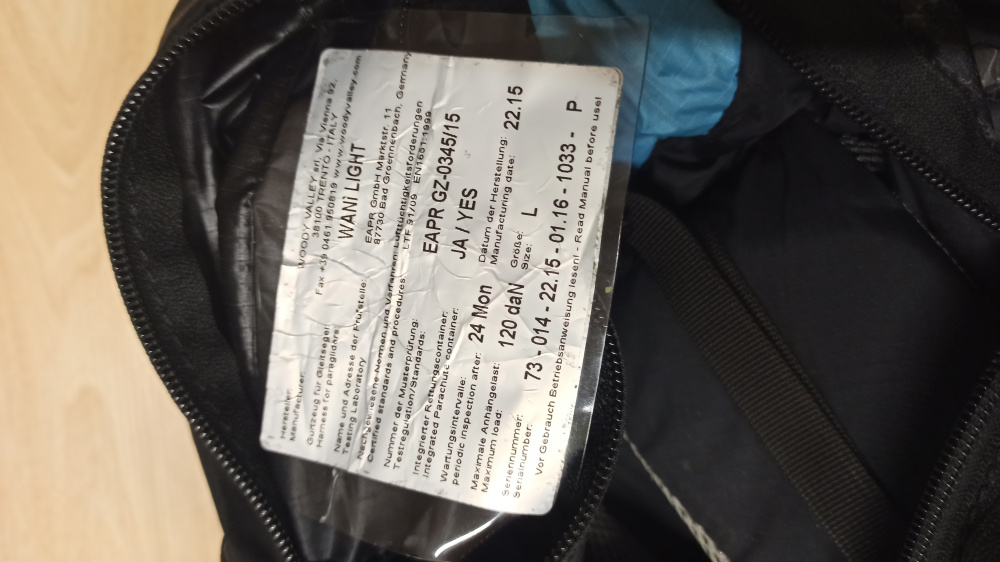 Hersteller: WOODY VALLEY srl, Via Vienna 92,
Manufacturer: 38100 TRENTO - ITALY
Fax +39 0461 950819 www.woodyvalley.com
Gurtzeug für Gleitsegel: WANI LIGHT
Harness for paragliders
Name und Adresse der Prüfstelle: EAPR GmbH Marktstr. 11
Testing Laboratory 87730 Bad Groennenbach, Germany
Nachgewiesene Normen und Verfahren: Lufttüchtigkeitsforderungen
Certified standards and procedures: LTF 91/09 EN1651:1999
Nummer der Musterprüfung: EAPR GZ-0345/15
Testregulation/Standards:
Integrierter Rettungscontainer: JA / YES
Integrated Parachute container:
Wartungsintervalle: 24 Mon Datum der Herstellung: 22.15
periodic inspection after: Manufacturing date:
Maximale Anhängelast: 120 daN Größe: L
Maximum load: Size:
Seriennummer: 73 - 014 - 22.15 - 01.16 - 1033 - P
Serialnumber:
Vor Gebrauch Betriebsanweisung lesen! - Read Manual before use!